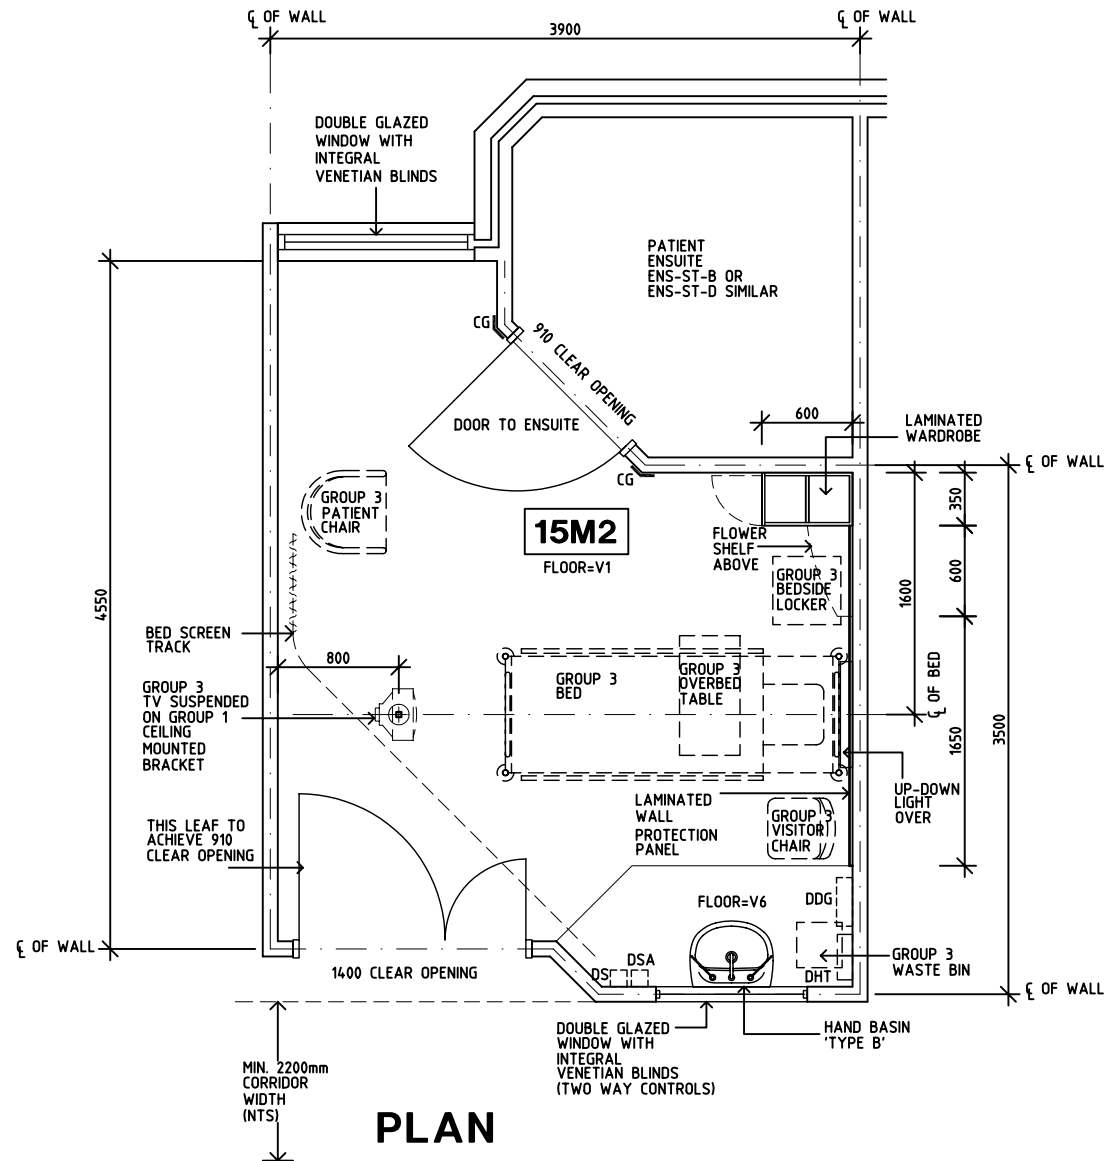 ℄ OF WALL
℄ OF WALL
3900
DOUBLE GLAZED
WINDOW WITH
INTEGRAL
VENETIAN BLINDS
PATIENT
ENSUITE
ENS-ST-B OR
ENS-ST-D SIMILAR
CG
910 CLEAR OPENING
DOOR TO ENSUITE
600
LAMINATED
WARDROBE
℄ OF WALL
CG
GROUP 3
PATIENT
CHAIR
350
15M2
FLOOR=V1
FLOWER
SHELF
ABOVE
GROUP 3
BEDSIDE
LOCKER
600
1600
4550
BED SCREEN
TRACK
800
GROUP 3
TV SUSPENDED
ON GROUP 1
CEILING
MOUNTED
BRACKET
GROUP 3
BED
GROUP 3
OVERBED
TABLE
℄ OF BED
1650
3500
UP-DOWN
LIGHT
OVER
LAMINATED
WALL
PROTECTION
PANEL
GROUP 3
VISITOR
CHAIR
THIS LEAF TO
ACHIEVE 910
CLEAR OPENING
FLOOR=V6
DDG
℄ OF WALL
1400 CLEAR OPENING
DS
DSA
DHT
GROUP 3
WASTE BIN
℄ OF WALL
DOUBLE GLAZED
WINDOW WITH
INTEGRAL
VENETIAN BLINDS
(TWO WAY CONTROLS)
HAND BASIN
'TYPE B'
MIN. 2200mm
CORRIDOR
WIDTH
(NTS)
PLAN